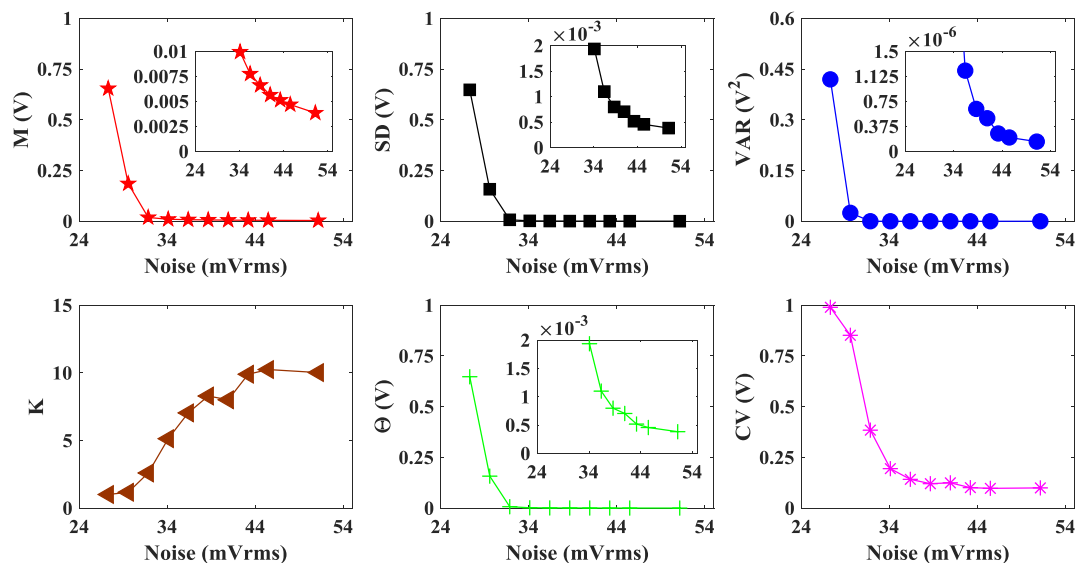 1
0.75
0.5
0.25
0
M (V)
24 34 44 54
Noise (mVrms)
0.01
0.0075
0.005
0.0025
0
24 34 44 54
1
0.75
0.5
0.25
0
SD (V)
24 34 44 54
Noise (mVrms)
×10⁻³
2
1.5
1
0.5
0
24 34 44 54
0.6
0.45
0.3
0.15
0
VAR (V²)
24 34 44 54
Noise (mVrms)
×10⁻⁶
1.5
1.125
0.75
0.375
0
24 34 44 54
15
10
5
0
K
24 34 44 54
Noise (mVrms)
1
0.75
0.5
0.25
0
Θ (V)
24 34 44 54
Noise (mVrms)
×10⁻³
2
1.5
1
0.5
0
24 34 44 54
1
0.75
0.5
0.25
0
CV (V)
24 34 44 54
Noise (mVrms)